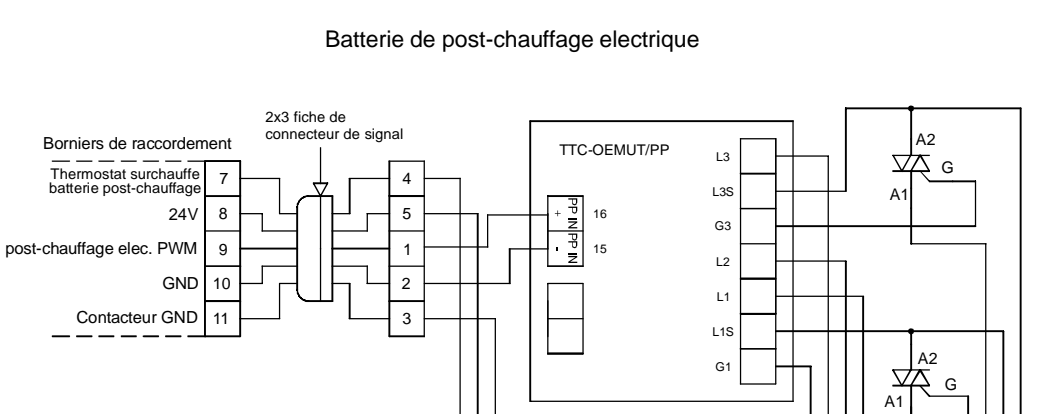 Batterie de post-chauffage electrique
2x3 fiche de
connecteur de signal
Borniers de raccordement
Thermostat surchauffe
batterie post-chauffage
7
4
24V
8
5
post-chauffage elec. PWM
9
1
GND
10
2
Contacteur GND
11
3
TTC-OEMUT/PP
+
PP IN
16
-
PP IN
15
L3
L3S
G3
L2
L1
L1S
G1
A2
G
A1
A2
G
A1